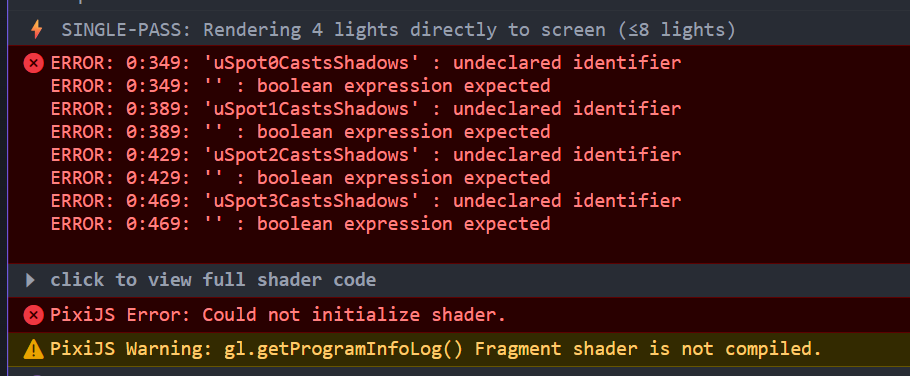 SINGLE-PASS: Rendering 4 lights directly to screen (≤8 lights)
ERROR: 0:349: 'uSpot0CastsShadows' : undeclared identifier
ERROR: 0:349: '' : boolean expression expected
ERROR: 0:389: 'uSpot1CastsShadows' : undeclared identifier
ERROR: 0:389: '' : boolean expression expected
ERROR: 0:429: 'uSpot2CastsShadows' : undeclared identifier
ERROR: 0:429: '' : boolean expression expected
ERROR: 0:469: 'uSpot3CastsShadows' : undeclared identifier
ERROR: 0:469: '' : boolean expression expected
click to view full shader code
PixiJS Error: Could not initialize shader.
PixiJS Warning: gl.getProgramInfoLog() Fragment shader is not compiled.